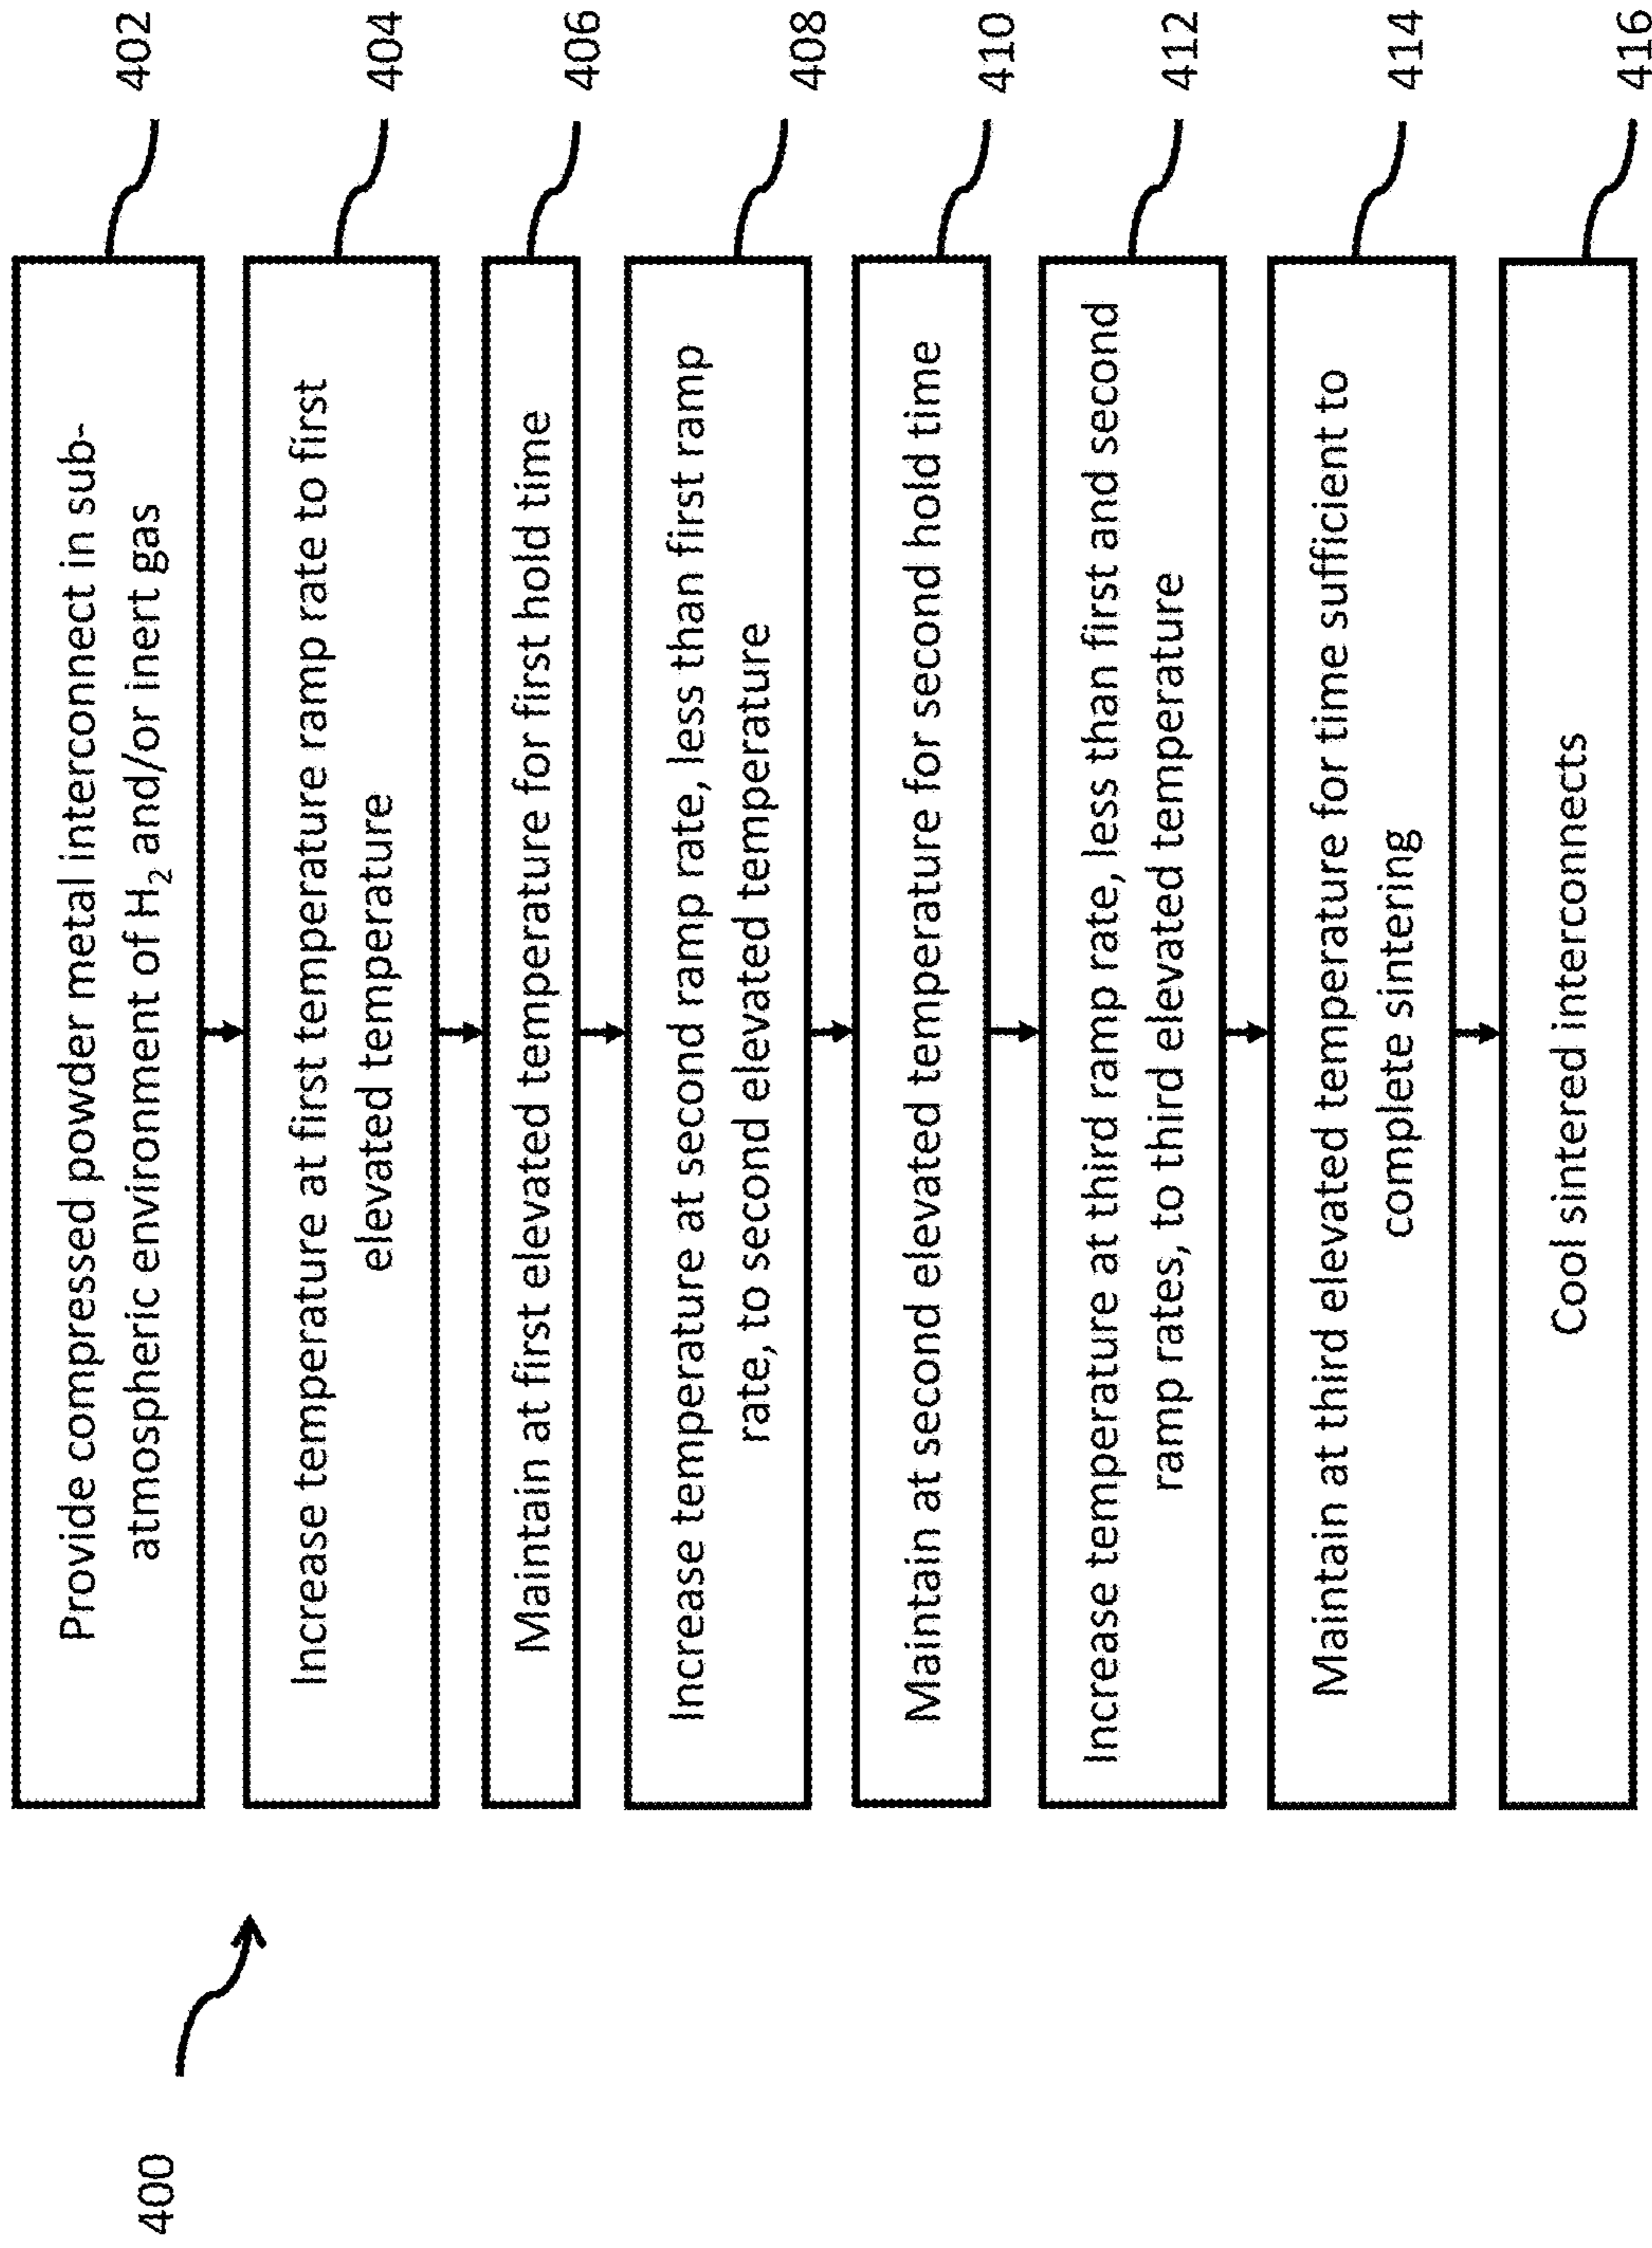 400
Provide compressed powder metal interconnect in sub-
atmospheric environment of H₂ and/or inert gas
402
Increase temperature at first temperature ramp rate to first
elevated temperature
404
Maintain at first elevated temperature for first hold time
406
Increase temperature at second ramp rate, less than first ramp
rate, to second elevated temperature
408
Maintain at second elevated temperature for second hold time
410
Increase temperature at third ramp rate, less than first and second
ramp rates, to third elevated temperature
412
Maintain at third elevated temperature for time sufficient to
complete sintering
414
Cool sintered interconnects
416